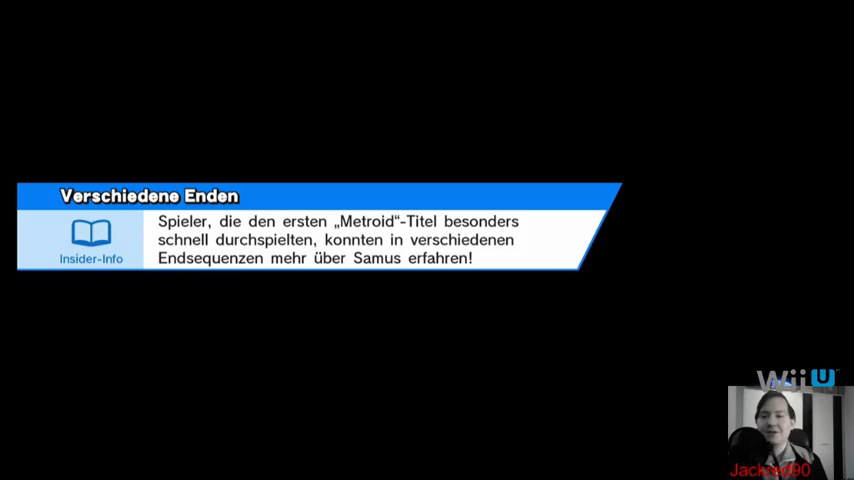 Verschiedene Enden
Spieler, die den ersten „Metroid“-Titel besonders
schnell durchspielten, konnten in verschiedenen
Endsequenzen mehr über Samus erfahren!
Insider-Info
Wii U
Jackred90